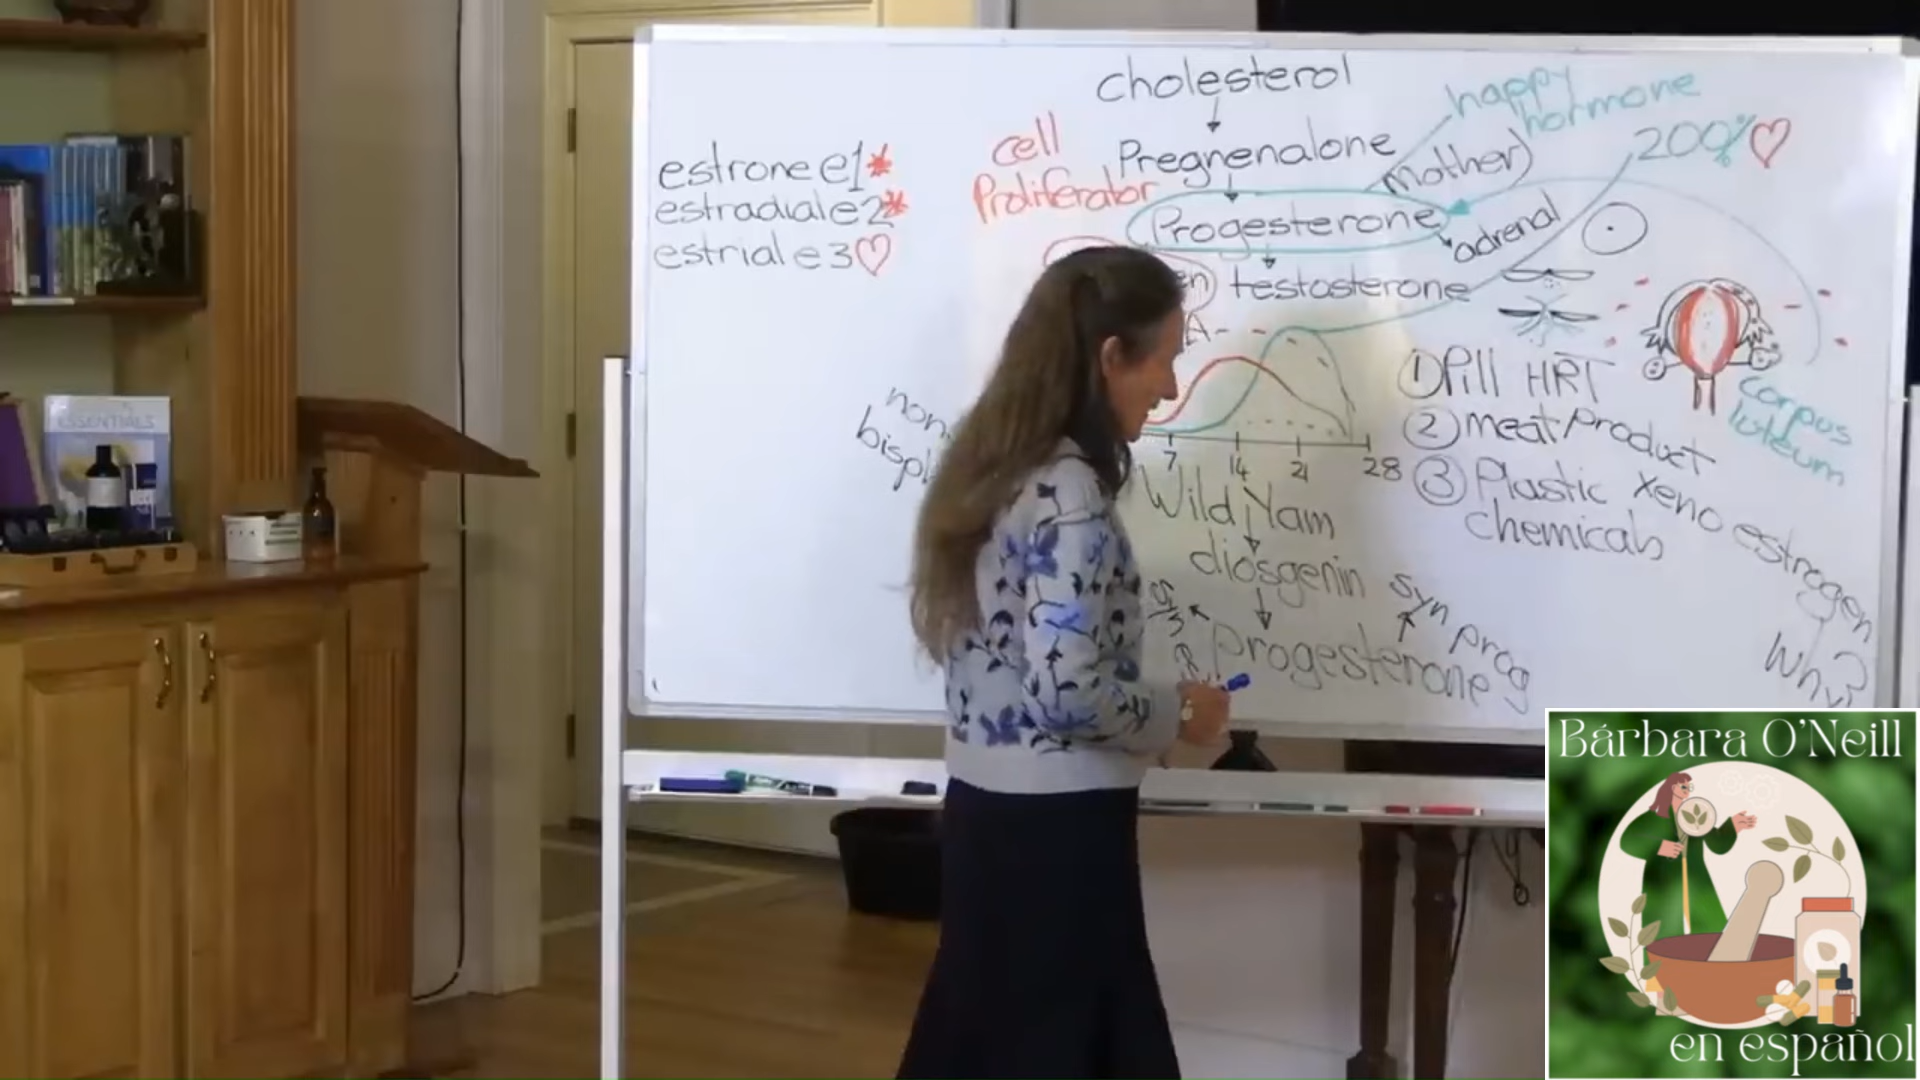 cholesterol
happy
hormone
200% ♡
Pregnenalone
(mother)
cell
Proliferator
estrone e1*
estradiale2*
estrial e3♡
Progesterone
adrenal
testosterone
A-
7 14 21 28
① Pill HRT
② meat/product
③ Plastic xeno estrogen
chemicals
Why?
corpus
luteum
non
Wild Yam
diosgenin
syn prog
Progesterone
ESSENTIALS
Bárbara O'Neill
en español